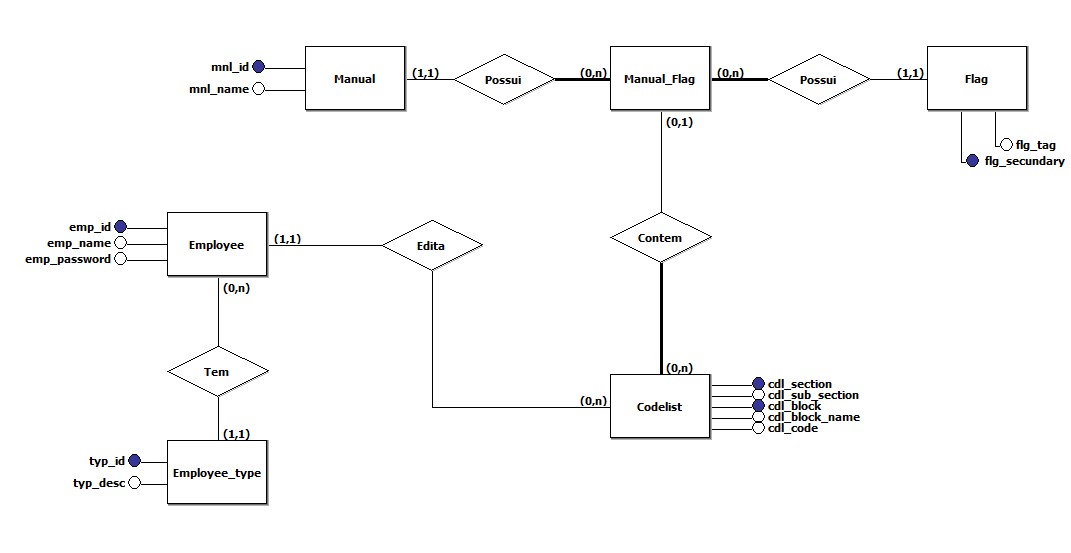 mnl_id
mnl_name
Manual
(1,1)
Possui
(0,n)
Manual_Flag
(0,n)
Possui
(1,1)
Flag
(0,1)
flg_tag
flg_secundary
emp_id
emp_name
emp_password
Employee
(1,1)
Edita
Contem
(0,n)
Tem
(0,n)
(0,n)
Codelist
cdl_section
cdl_sub_section
cdl_block
cdl_block_name
cdl_code
(1,1)
typ_id
typ_desc
Employee_type